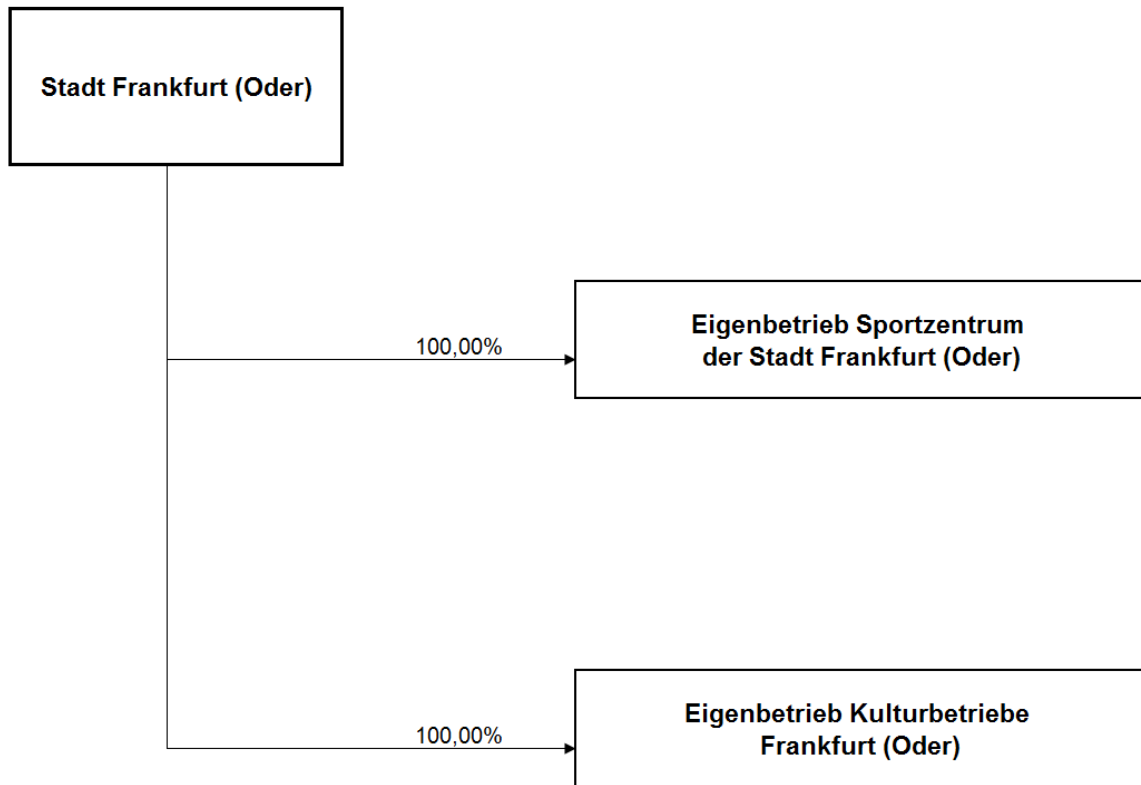 Stadt Frankfurt (Oder)
100,00%
Eigenbetrieb Sportzentrum
der Stadt Frankfurt (Oder)
100,00%
Eigenbetrieb Kulturbetriebe
Frankfurt (Oder)